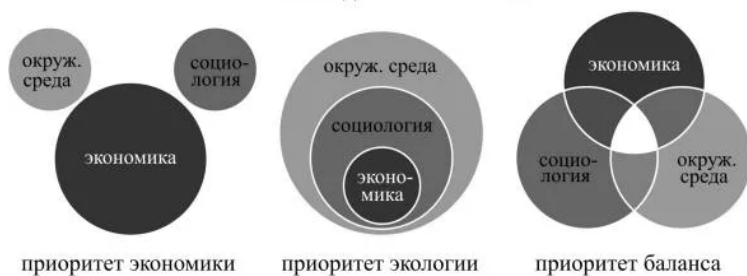 окруж.
среда
социо-
логия
экономика
приоритет экономики
окруж. среда
социология
эконо-
мика
приоритет экологии
экономика
социо-
логия
окруж.
среда
приоритет баланса